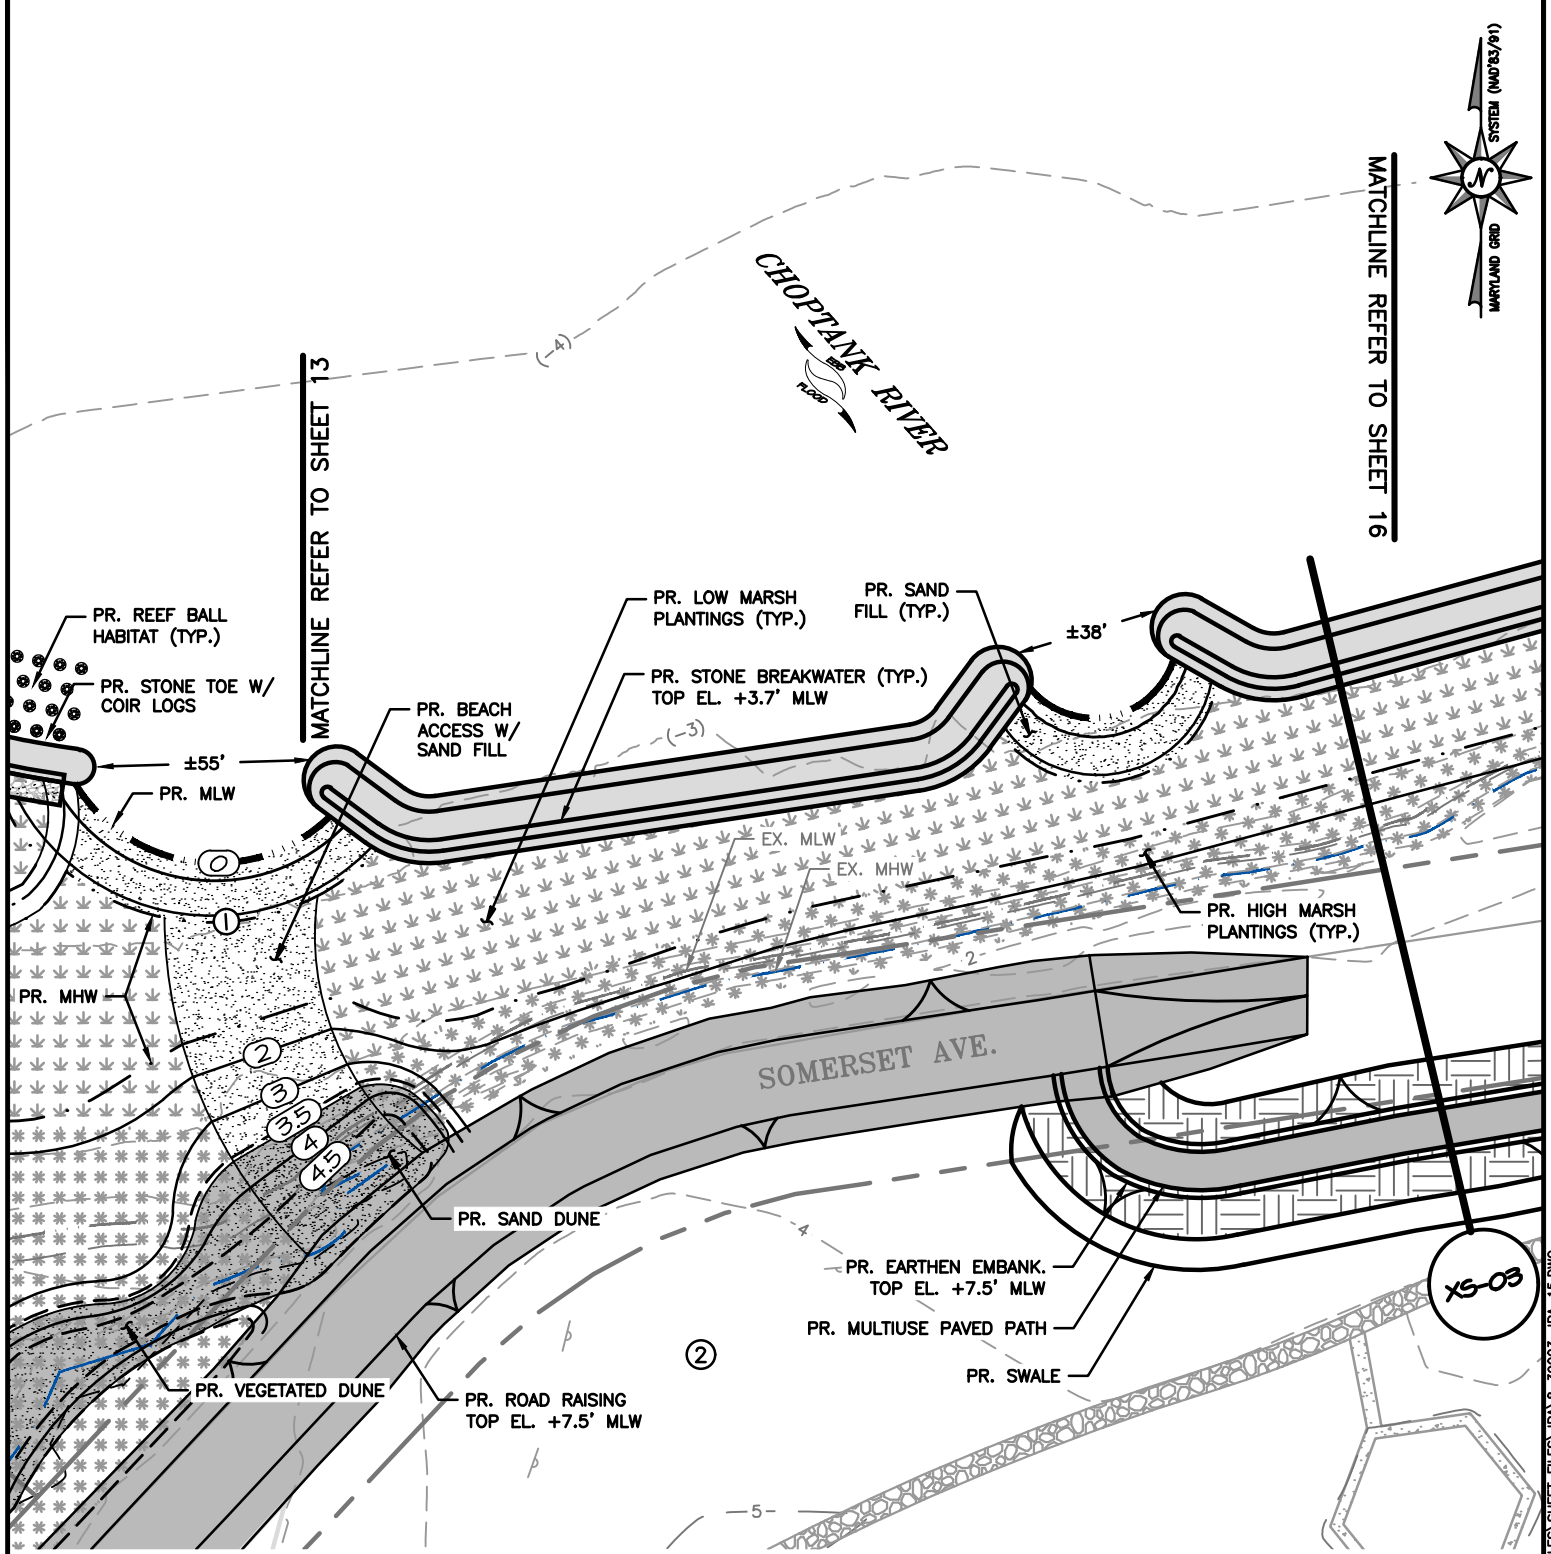 SYSTEM (NAD'83/91)
N
MARYLAND GRID
MATCHLINE REFER TO SHEET 16
CHOPTANK RIVER
EBB
FLOOD
(-4)
MATCHLINE REFER TO SHEET 13
PR. REEF BALL
HABITAT (TYP.)
PR. LOW MARSH
PLANTINGS (TYP.)
PR. SAND
FILL (TYP.)
±38'
PR. STONE TOE W/
COIR LOGS
PR. STONE BREAKWATER (TYP.)
TOP EL. +3.7' MLW
PR. BEACH
ACCESS W/
SAND FILL
(-3)
±55'
PR. MLW
EX. MLW
EX. MHW
0
1
PR. HIGH MARSH
PLANTINGS (TYP.)
2
PR. MHW
SOMERSET AVE.
2
3
3.5
4
4.5
PR. SAND DUNE
4
PR. EARTHEN EMBANK.
TOP EL. +7.5' MLW
XS-03
PR. MULTIUSE PAVED PATH
2
PR. SWALE
PR. VEGETATED DUNE
PR. ROAD RAISING
TOP EL. +7.5' MLW
5